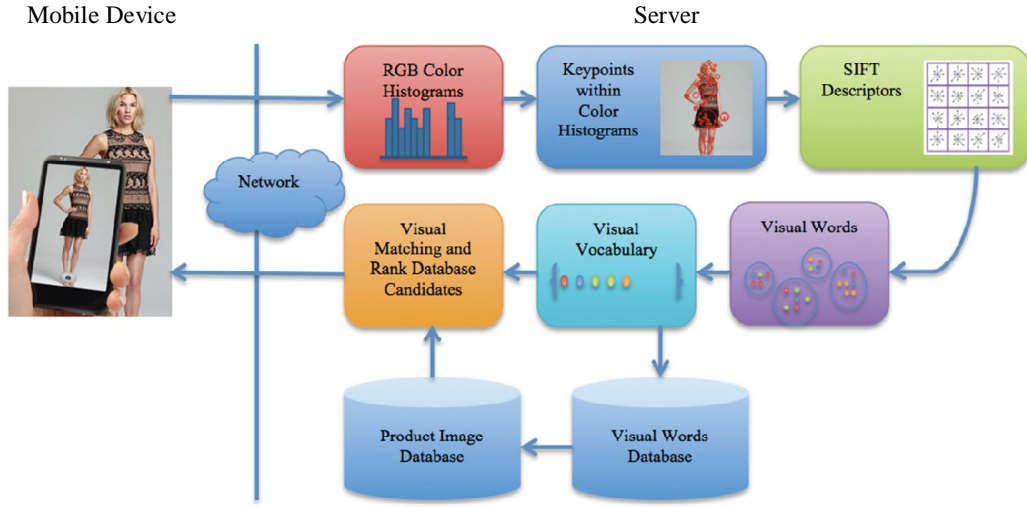 Mobile Device
Server
RGB Color
Histograms
Keypoints
within
Color
Histograms
SIFT
Descriptors
Network
Visual
Matching and
Rank Database
Candidates
Visual
Vocabulary
Visual Words
Product Image
Database
Visual Words
Database